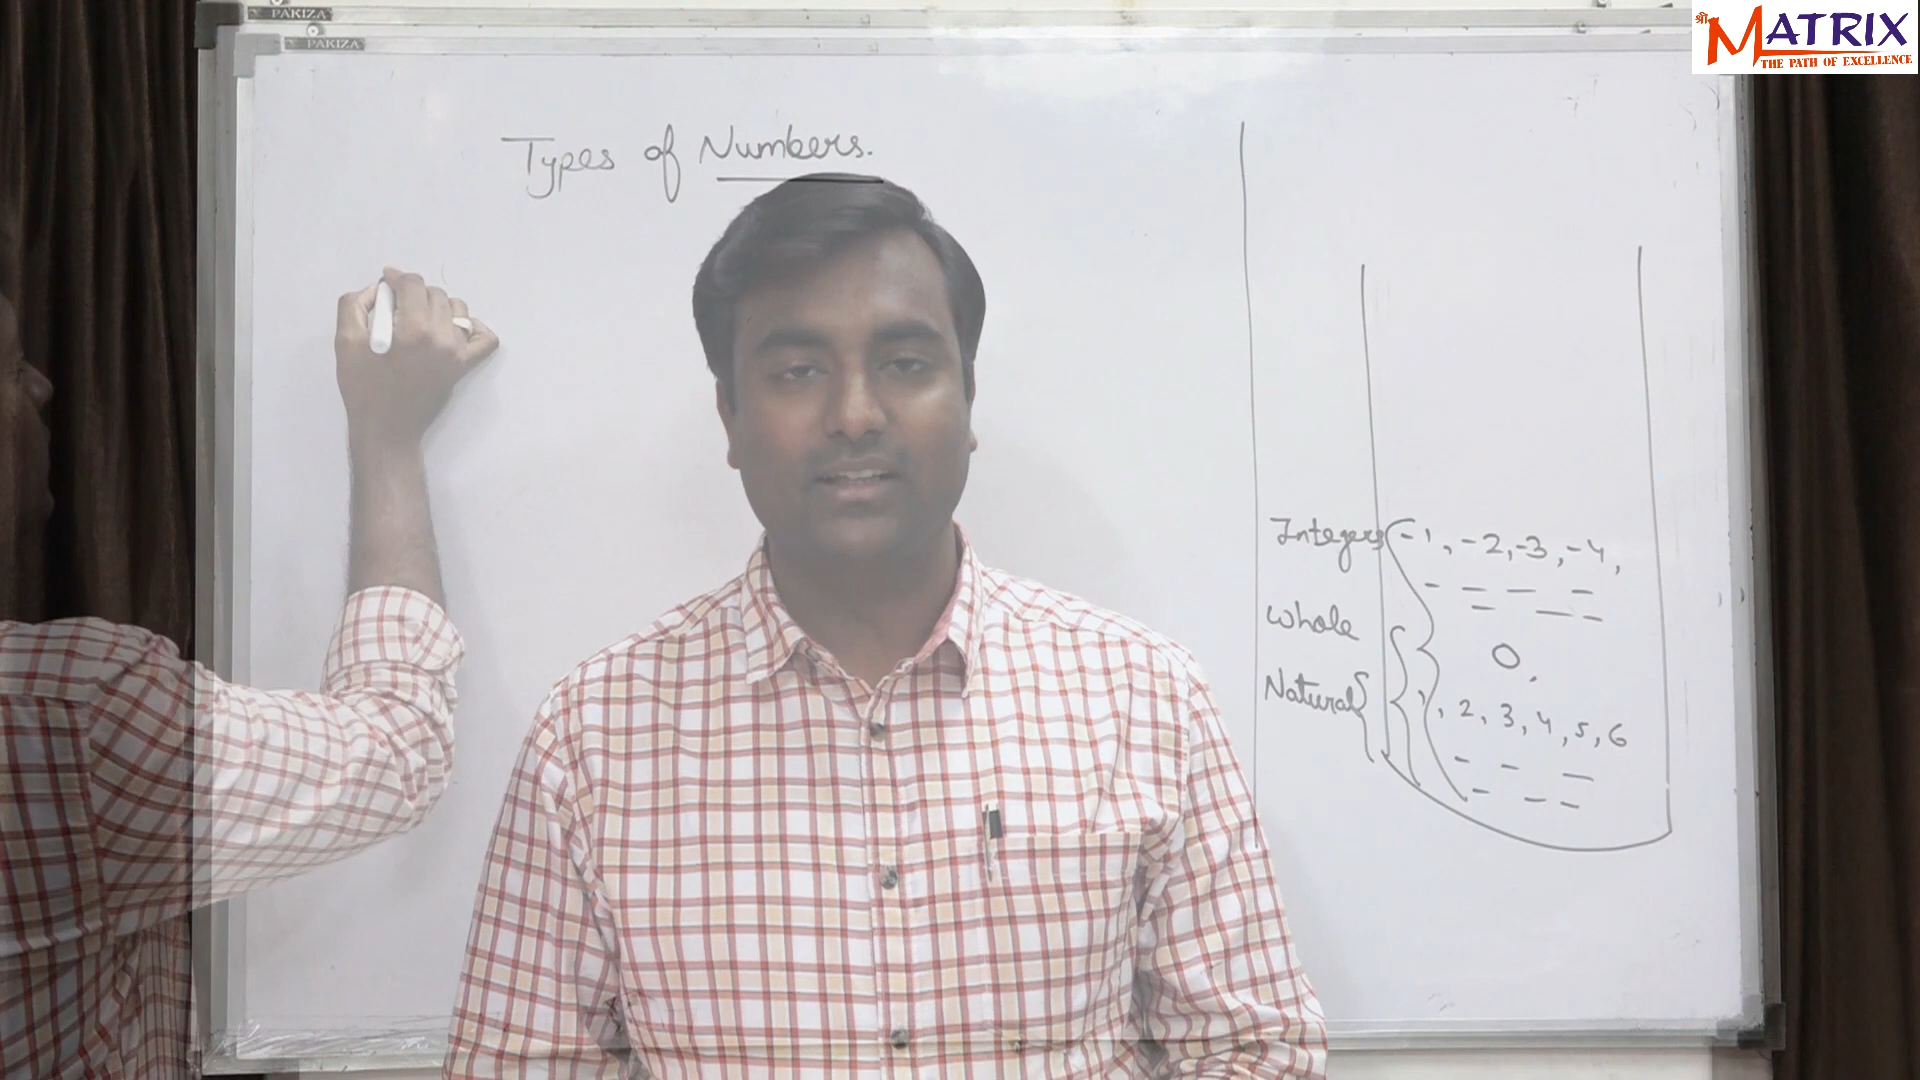 PAKIZA
PAKIZA
श्री MATRIX
THE PATH OF EXCELLENCE
Types of Numbers.
Integers -1, -2, -3, -4,
Whole 0,
Natural 1, 2, 3, 4, 5, 6